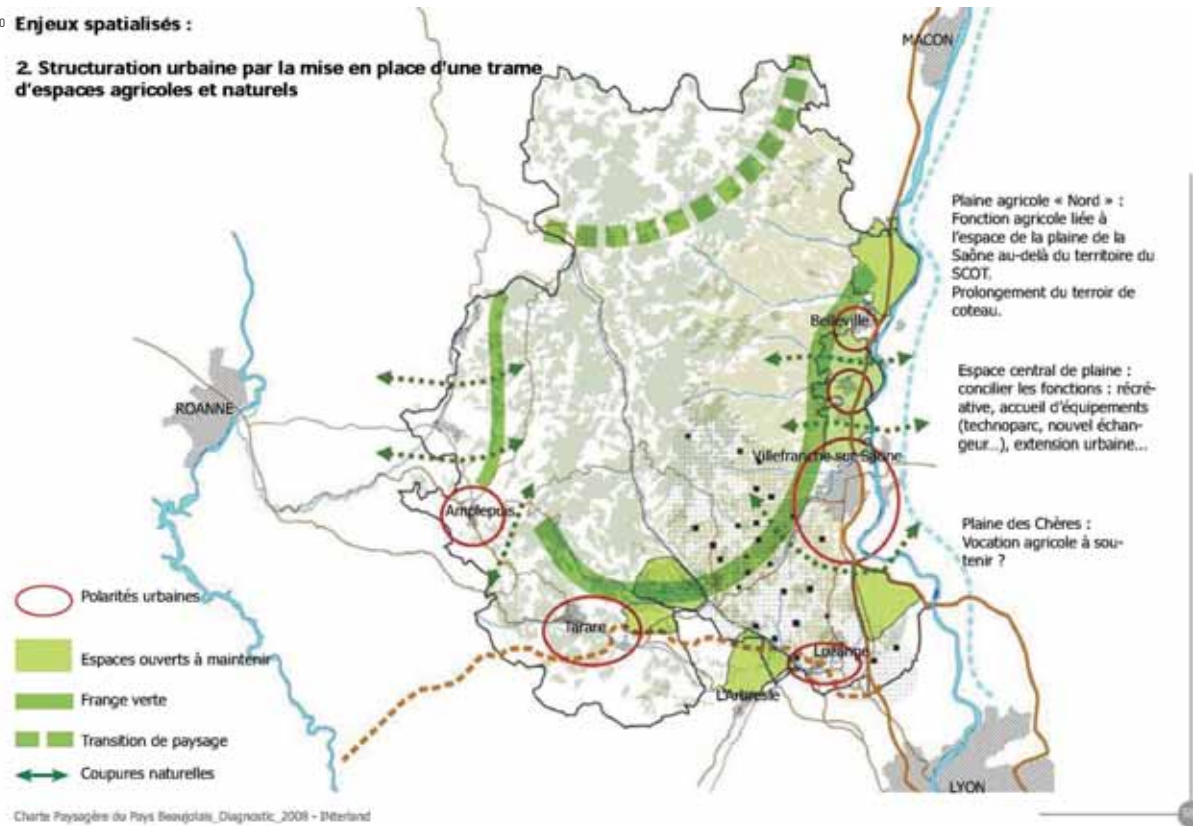 Enjeux spatialisés :
2. Structuration urbaine par la mise en place d'une trame
d'espaces agricoles et naturels
MACON
Plaine agricole « Nord » :
Fonction agricole liée à
l'espace de la plaine de la
Saône au-delà du territoire du
SCOT.
Prolongement du terroir de
coteau.
Belleville
Espace central de plaine :
concilier les fonctions : récré-
ative, accueil d'équipements
(technoparc, nouvel échan-
geur...), extension urbaine...
ROANNE
Villefranche-sur-Saône
Amplepuis
Plaine des Chères :
Vocation agricole à sou-
tenir ?
Tarare
Lozanne
L'Arbresle
LYON
Polarités urbaines
Espaces ouverts à maintenir
Frange verte
Transition de paysage
Coupures naturelles
Charte Paysagère du Pays Beaujolais_Diagnostic_2008 - INterland